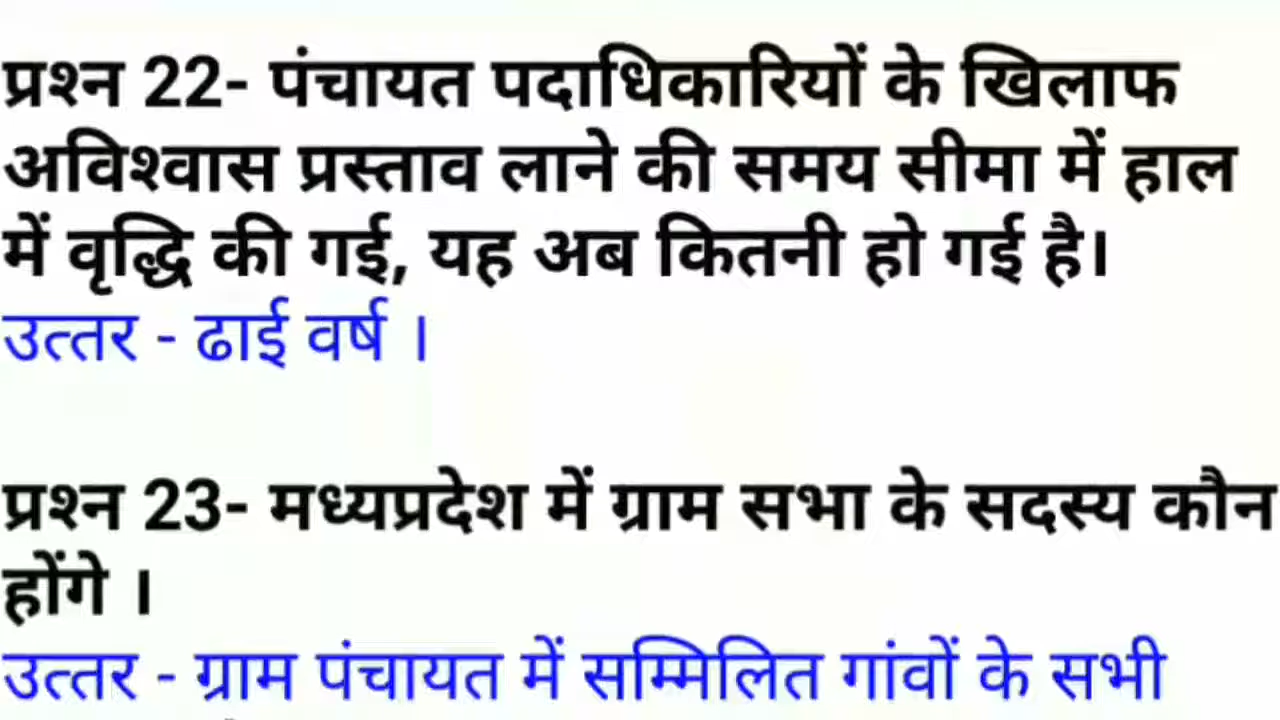 प्रश्न 22- पंचायत पदाधिकारियों के खिलाफ
अविश्वास प्रस्ताव लाने की समय सीमा में हाल
में वृद्धि की गई, यह अब कितनी हो गई है।
उत्तर - ढाई वर्ष ।
प्रश्न 23- मध्यप्रदेश में ग्राम सभा के सदस्य कौन
होंगे ।
उत्तर - ग्राम पंचायत में सम्मिलित गांवों के सभी